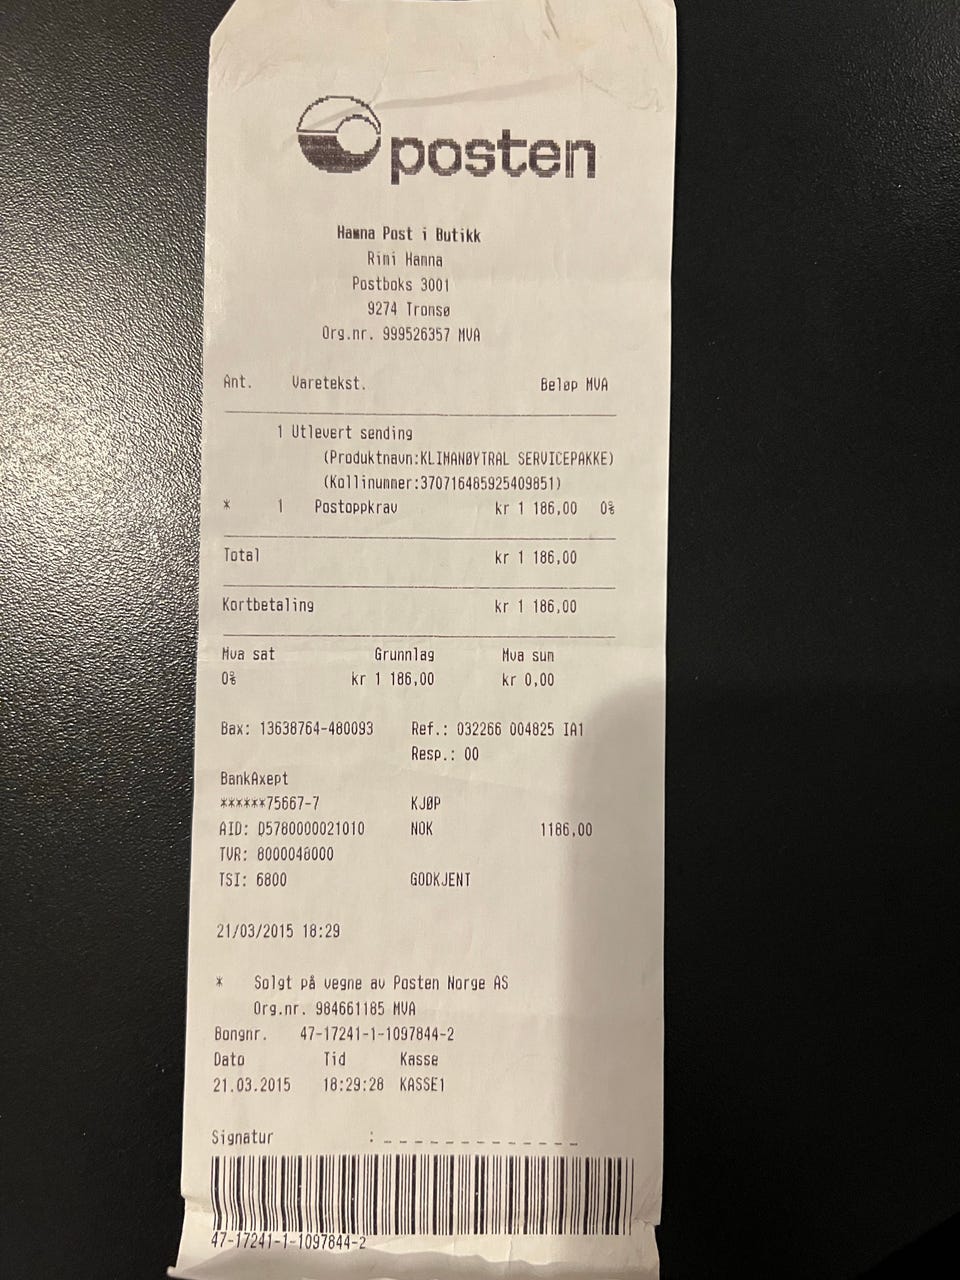 posten
Hamna Post i Butikk
Rimi Hamna
Postboks 3001
9274 Tromsø
Org.nr. 999526357 MVA
Ant. Varetekst. Beløp MVA
1 Utlevert sending
(Produktnavn:KLIMANØYTRAL SERVICEPAKKE)
(Kollinummer:370716485925409851)
* 1 Postoppkrav kr 1 186,00 0%
Total kr 1 186,00
Kortbetaling kr 1 186,00
Mva sat Grunnlag Mva sum
0% kr 1 186,00 kr 0,00
Bax: 13638764-480093 Ref.: 032266 004825 IA1
Resp.: 00
BankAxept
******75667-7 KJØP
AID: D5780000021010 NOK 1186,00
TVR: 8000048000
TSI: 6800 GODKJENT
21/03/2015 18:29
* Solgt på vegne av Posten Norge AS
Org.nr. 984661185 MVA
Bongnr. 47-17241-1-1097844-2
Dato Tid Kasse
21.03.2015 18:29:28 KASSE1
Signatur : _ _ _ _ _ _ _ _ _ _ _ _ _
47-17241-1-1097844-2